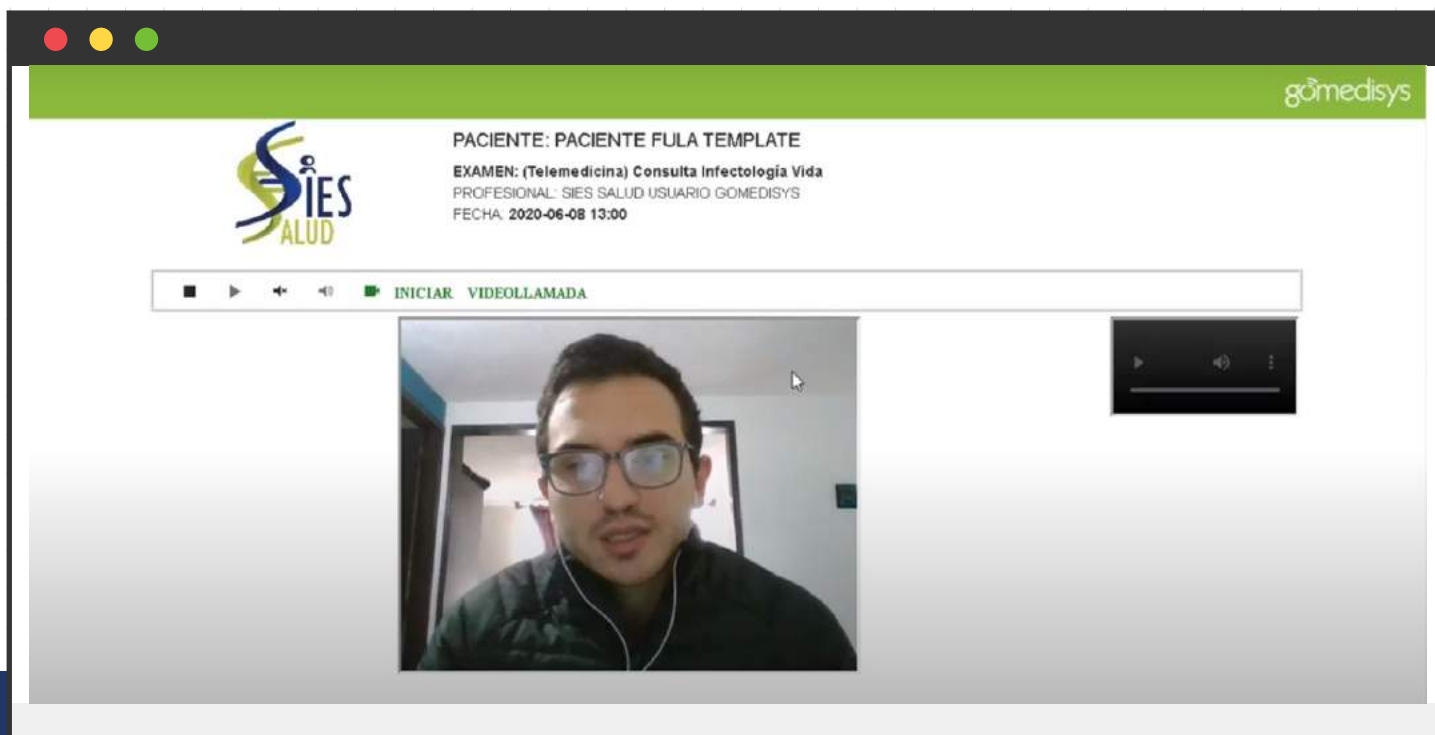 gomedisys
SIES
SALUD
PACIENTE: PACIENTE FULA TEMPLATE
EXAMEN: (Telemedicina) Consulta Infectología Vida
PROFESIONAL: SIES SALUD USUARIO GOMEDISYS
FECHA: 2020-06-08 13:00
INICIAR VIDEOLLAMADA